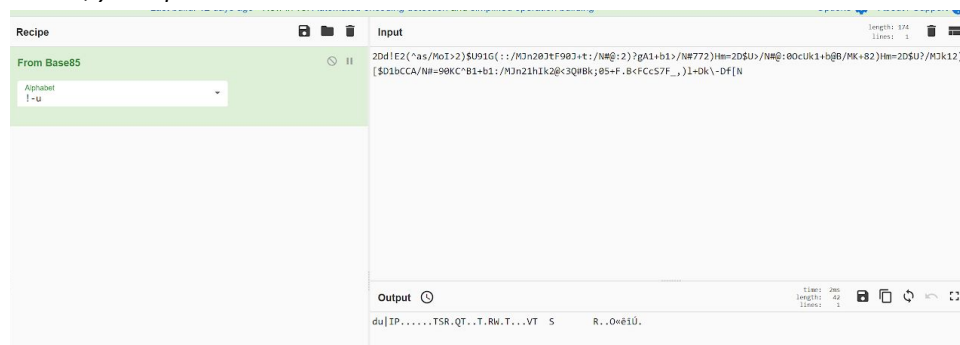 Recipe
Input
length: 174
lines: 1
From Base85
Alphabet
!-u
2Dd!E2(^as/MoI>2)$U91G(::/MJn20JtF90J+t:/N#@:2)?gA1+b1>/N#772)Hm=2D$U>/N#@:0OcUk1+b@B/MK+82)Hm=2D$U?/MJk12)
[$D1bCCA/N#=90KC^B1+b1:/MJn21hIk2@<3Q#Bk;05+F.B<FCcS7F_,)l+Dk\-Df[N
Output
time: 2ms
length: 42
lines: 1
du|IP......TSR.QT..T.RW.T...VT S R..O«êîÚ.